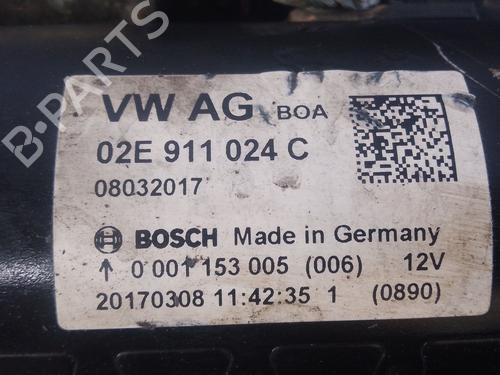 VW AG BOA
02E 911 024 C
08032017
BOSCH Made in Germany
↑ 0 001 153 005 (006) 12V
20170308 11:42:35 1 (0890)
B-PARTS